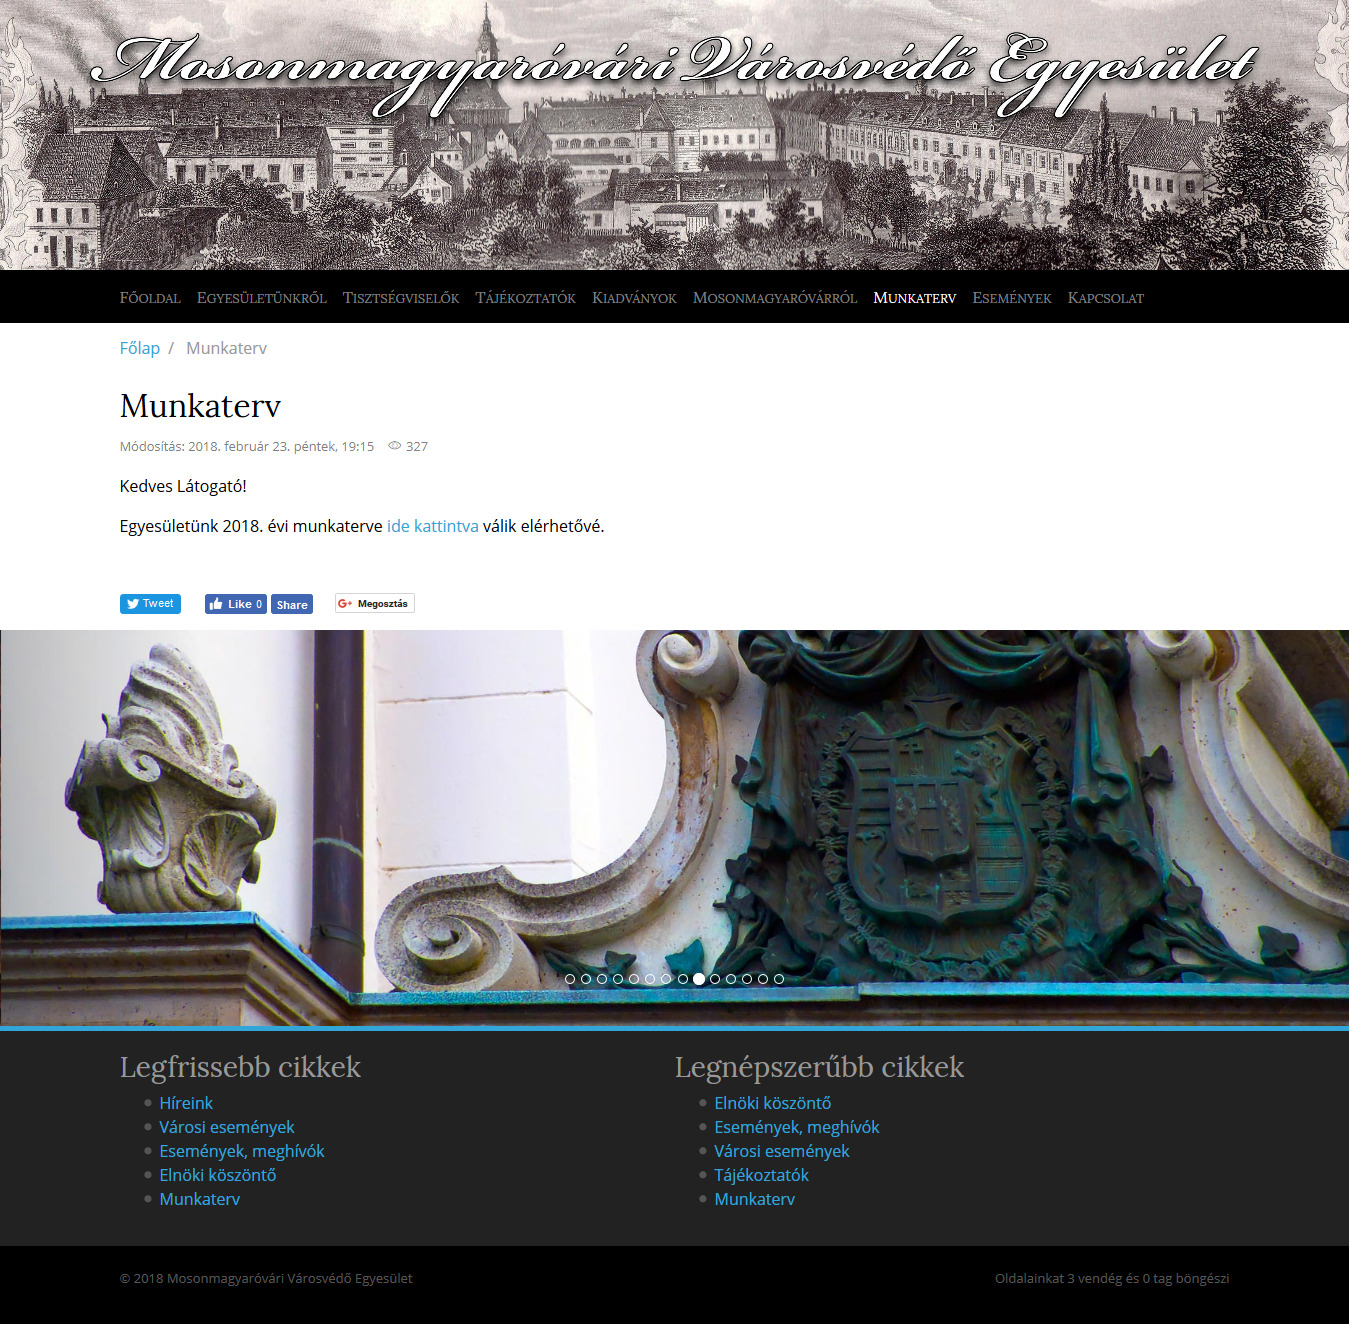 Mosonmagyaróvári Városvédő Egyesület
Főoldal Egyesületünkről Tisztségviselők Tájékoztatók Kiadványok Mosonmagyaróvárról Munkaterv Események Kapcsolat
Főlap / Munkaterv
Munkaterv
Módosítás: 2018. február 23. péntek, 19:15 327
Kedves Látogató!
Egyesületünk 2018. évi munkaterve ide kattintva válik elérhetővé.
Tweet Like 0 Share G+ Megosztás
Legfrissebb cikkek
Híreink
Városi események
Események, meghívók
Elnöki köszöntő
Munkaterv
Legnépszerűbb cikkek
Elnöki köszöntő
Események, meghívók
Városi események
Tájékoztatók
Munkaterv
© 2018 Mosonmagyaróvári Városvédő Egyesület
Oldalainkat 3 vendég és 0 tag böngészi